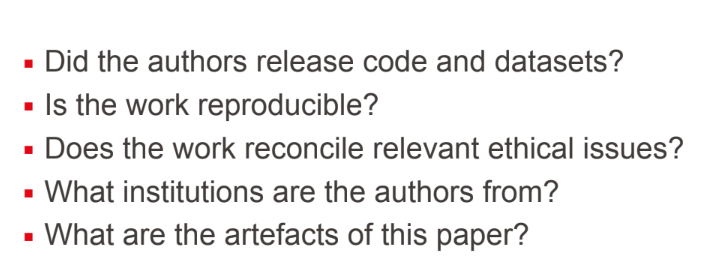 ▪ Did the authors release code and datasets?
▪ Is the work reproducible?
▪ Does the work reconcile relevant ethical issues?
▪ What institutions are the authors from?
▪ What are the artefacts of this paper?